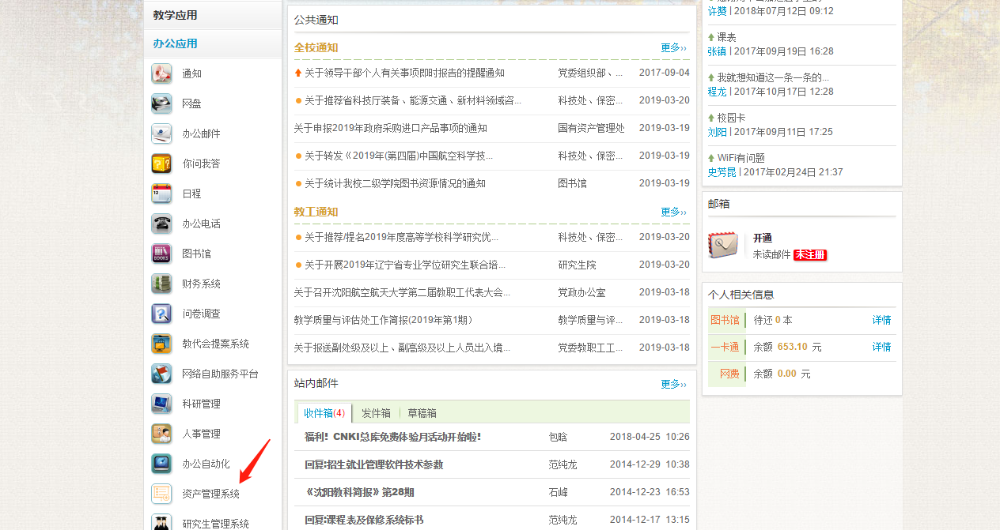 教学应用
办公应用
通知
网盘
办公邮件
你问我答
日程
办公电话
图书馆
财务系统
问卷调查
教代会提案系统
网络自助服务平台
科研管理
人事管理
办公自动化
资产管理系统
研究生管理系统
公共通知
全校通知 更多››
关于领导干部个人有关事项即时报告的提醒通知 党委组织部、... 2017-09-04
关于推荐省科技厅装备、能源交通、新材料领域咨... 科技处、保密... 2019-03-20
关于申报2019年政府采购进口产品事项的通知 国有资产管理处 2019-03-19
关于转发《2019年(第四届)中国航空科学技... 科技处、保密... 2019-03-19
关于统计我校二级学院图书资源情况的通知 图书馆 2019-03-19
教工通知 更多››
关于推荐/提名2019年度高等学校科学研究优... 科技处、保密... 2019-03-20
关于开展2019年辽宁省专业学位研究生联合培... 研究生院 2019-03-20
关于召开沈阳航空航天大学第二届教职工代表大会... 党政办公室 2019-03-18
教学质量与评估处工作简报(2019年第1期） 教学质量与评... 2019-03-18
关于报送副处级及以上、副高级及以上人员出入境... 党委教职工工... 2019-03-18
站内邮件 更多››
收件箱(4) 发件箱 草稿箱
福利！CNKI总库免费体验月活动开始啦! 包晗 2018-04-25 10:26
回复:招生就业管理软件技术参数 范纯龙 2014-12-29 10:38
《沈阳教科简报》第28期 石峰 2014-12-23 16:53
回复:课程表及保修系统标书 范纯龙 2014-12-17 13:15
许赞 | 2018年07月12日 09:12
课表
张镇 | 2017年09月19日 16:28
我就想知道这一条一条的...
程龙 | 2017年10月17日 12:28
校园卡
刘阳 | 2017年09月11日 17:25
WiFi有问题
史芳昆 | 2017年02月24日 21:37
邮箱
开通
未读邮件 未注册
个人相关信息
图书馆 待还 0 本 详情
一卡通 余额 653.10 元 详情
网费 余额 0.00 元